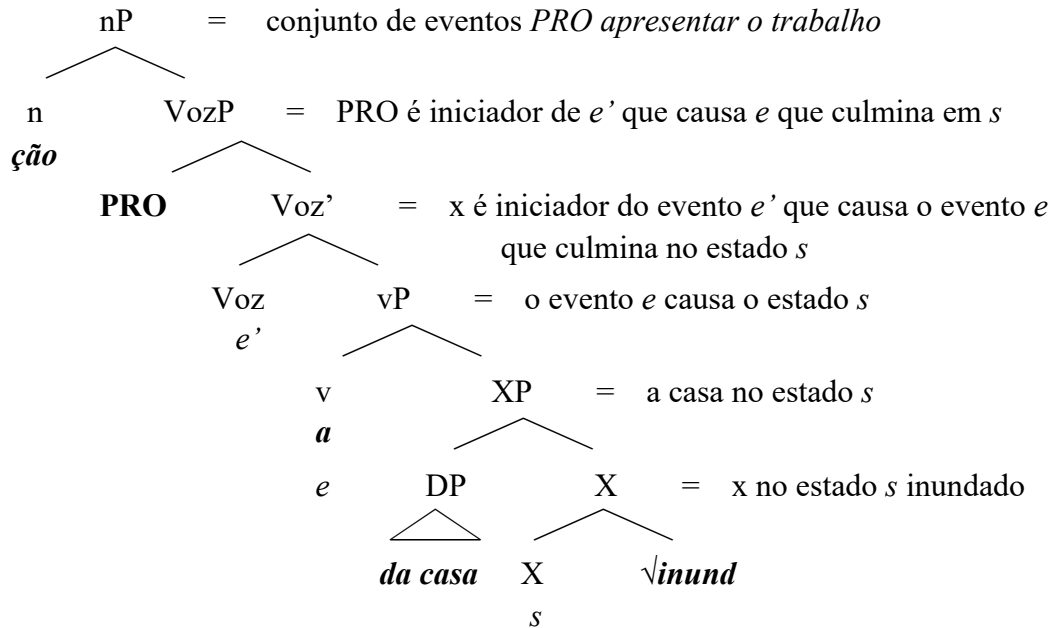 nP = conjunto de eventos PRO apresentar o trabalho
n VozP = PRO é iniciador de e’ que causa e que culmina em s
ção
PRO Voz’ = x é iniciador do evento e’ que causa o evento e
que culmina no estado s
Voz vP = o evento e causa o estado s
e’
v XP = a casa no estado s
a
e DP X = x no estado s inundado
da casa X √inund
s